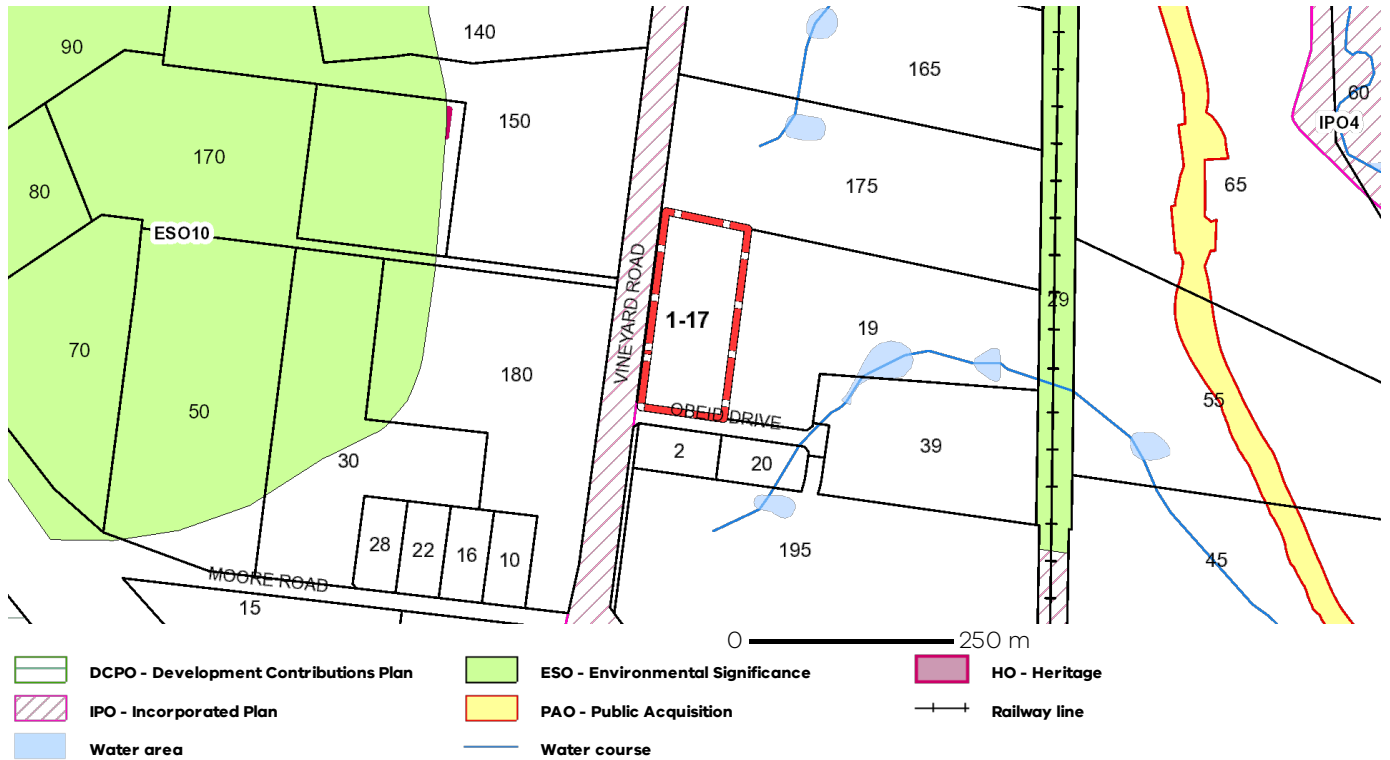 90
140
165
60
IPO4
150
170
175
65
80
ESO10
29
VINEYARD ROAD
1-17
19
70
180
50
55
OBEID DRIVE
30
2
20
39
28
22
16
10
195
45
MOORE ROAD
15
0 250 m
DCPO - Development Contributions Plan
ESO - Environmental Significance
HO - Heritage
IPO - Incorporated Plan
PAO - Public Acquisition
Railway line
Water area
Water course